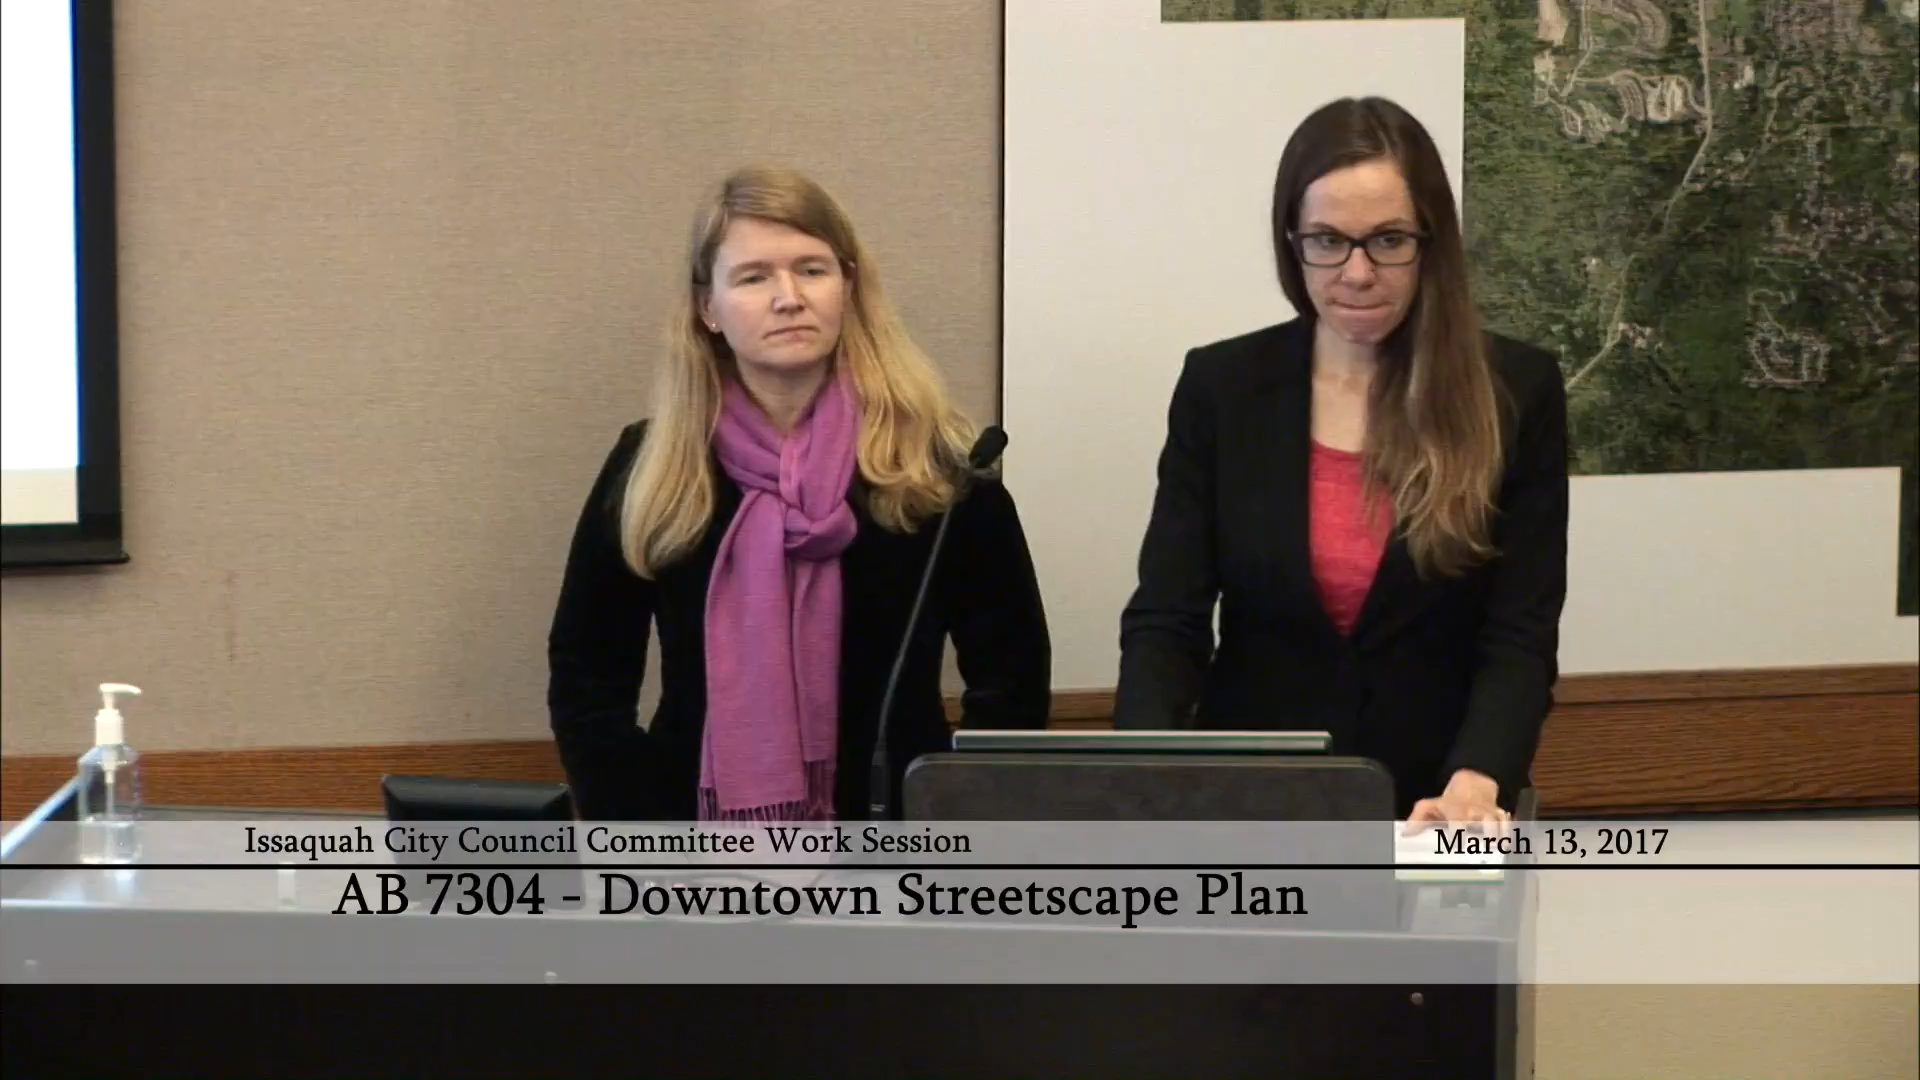 Issaquah City Council Committee Work Session
March 13, 2017
AB 7304 - Downtown Streetscape Plan